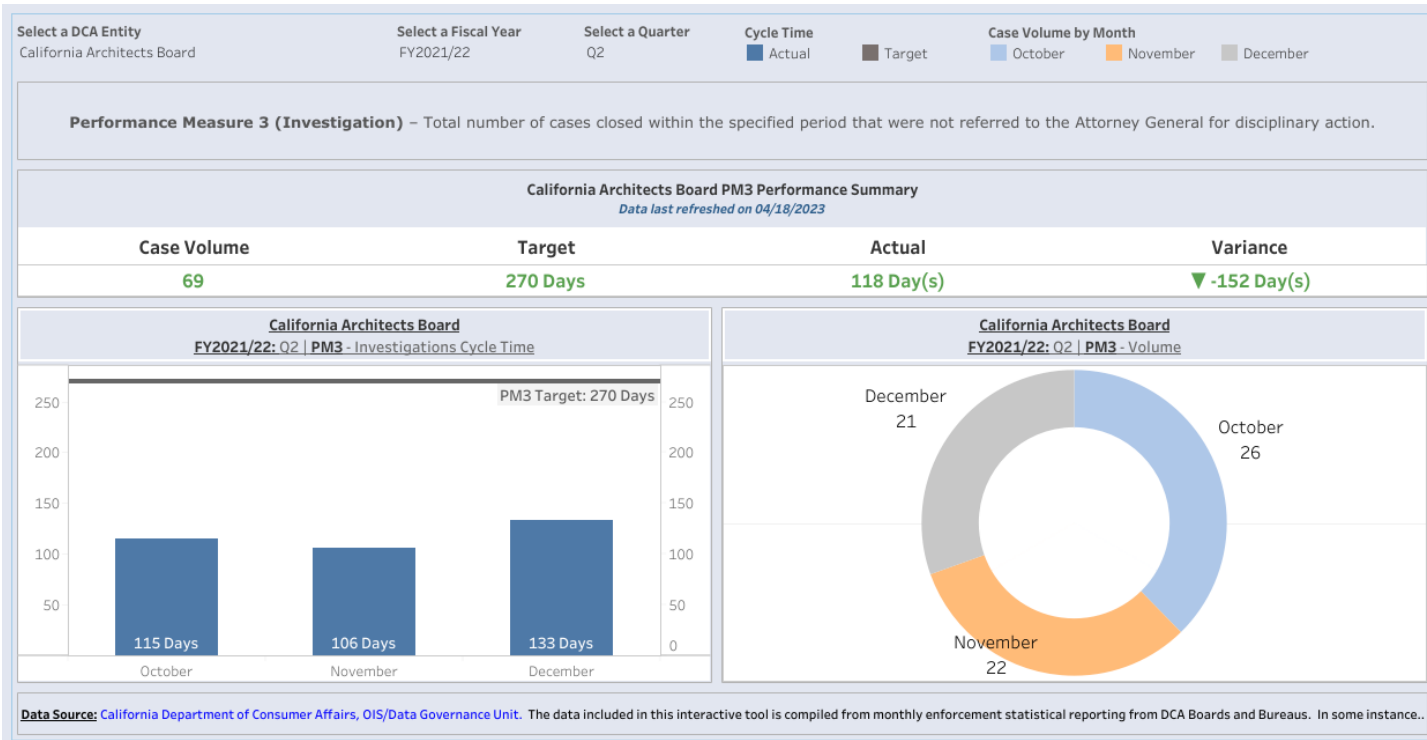 Select a DCA Entity
California Architects Board
Select a Fiscal Year
FY2021/22
Select a Quarter
Q2
Cycle Time
Actual
Target
Case Volume by Month
October
November
December
Performance Measure 3 (Investigation) – Total number of cases closed within the specified period that were not referred to the Attorney General for disciplinary action.
California Architects Board PM3 Performance Summary
Data last refreshed on 04/18/2023
Case Volume Target Actual Variance
69 270 Days 118 Day(s) ▼ -152 Day(s)
California Architects Board
FY2021/22: Q2 | PM3 - Investigations Cycle Time
PM3 Target: 270 Days
250 250
200 200
150 150
100 100
50 50
0
115 Days 106 Days 133 Days
October November December
California Architects Board
FY2021/22: Q2 | PM3 - Volume
December
21
October
26
November
22
Data Source: California Department of Consumer Affairs, OIS/Data Governance Unit. The data included in this interactive tool is compiled from monthly enforcement statistical reporting from DCA Boards and Bureaus. In some instance..